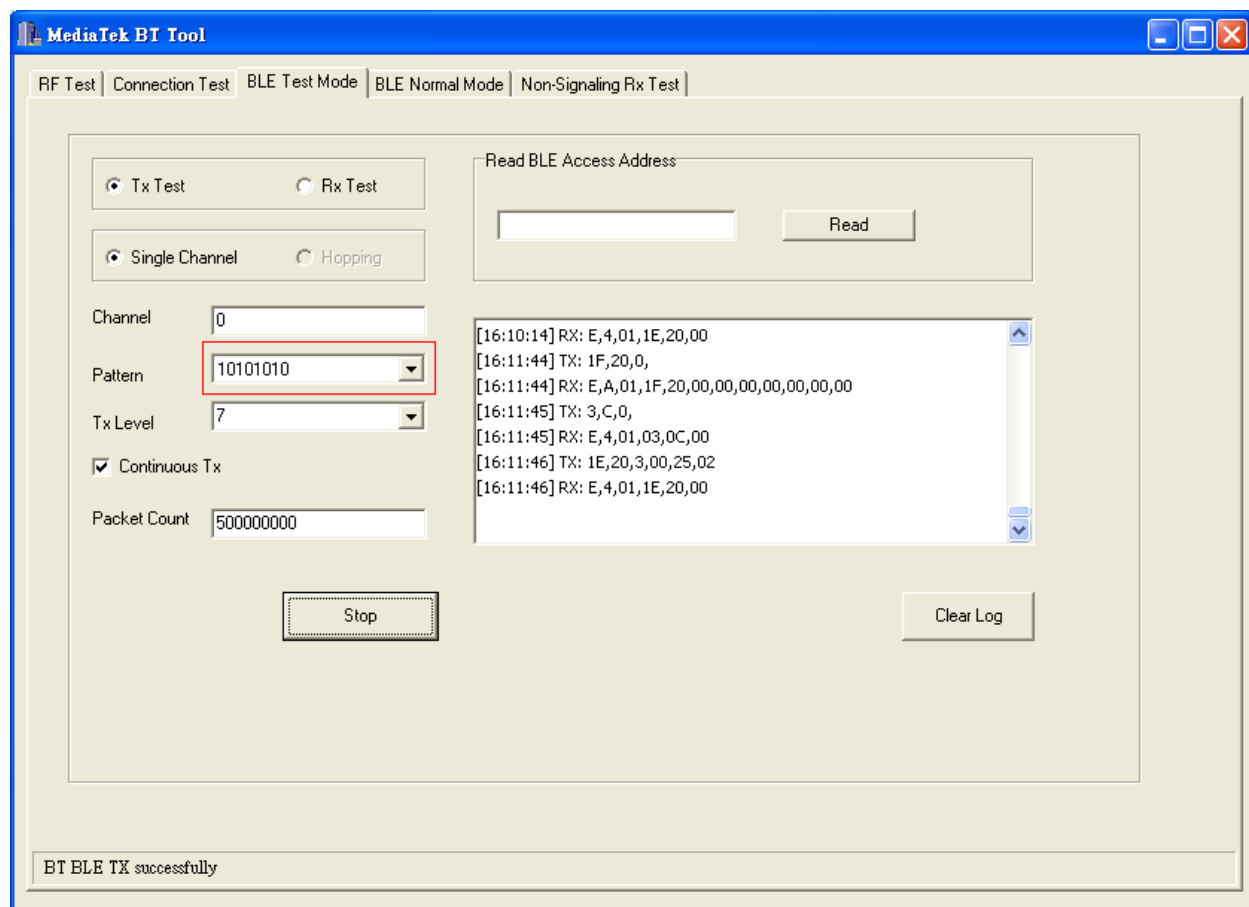 MediaTek BT Tool
RF Test Connection Test BLE Test Mode BLE Normal Mode Non-Signaling Rx Test
Tx Test Rx Test
Single Channel Hopping
Channel 0
Pattern 10101010
Tx Level 7
Continuous Tx
Packet Count 500000000
Stop
Read BLE Access Address
Read
[16:10:14] RX: E,4,01,1E,20,00
[16:11:44] TX: 1F,20,0,
[16:11:44] RX: E,A,01,1F,20,00,00,00,00,00,00,00
[16:11:45] TX: 3,C,0,
[16:11:45] RX: E,4,01,03,0C,00
[16:11:46] TX: 1E,20,3,00,25,02
[16:11:46] RX: E,4,01,1E,20,00
Clear Log
BT BLE TX successfully